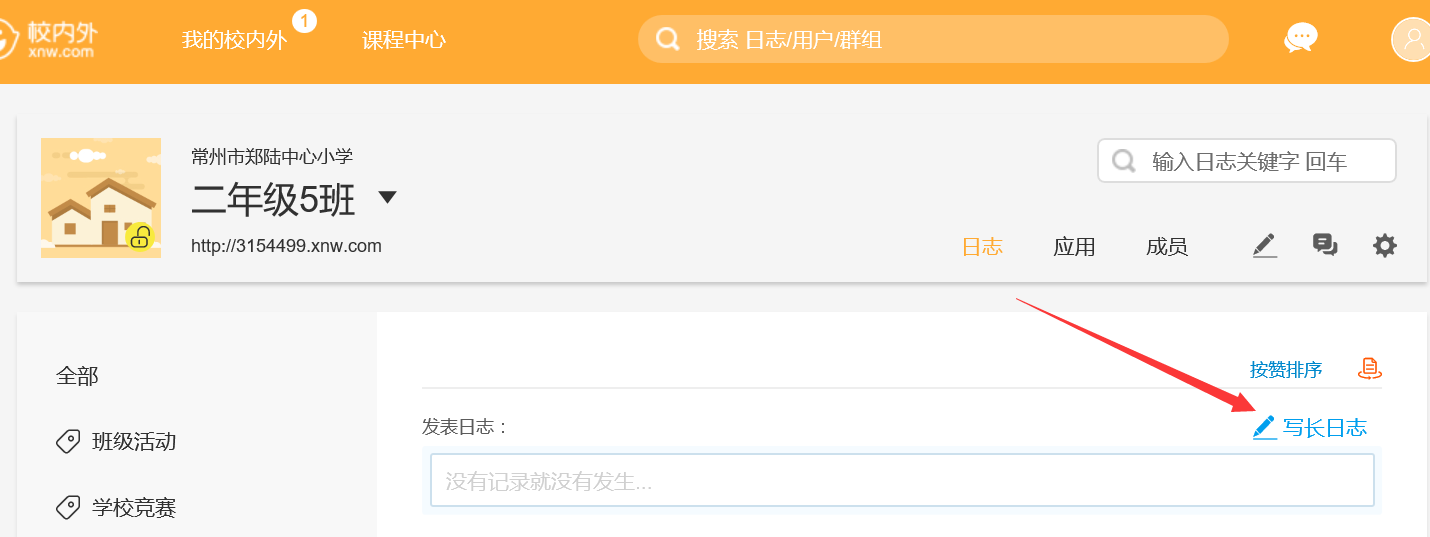 校内外
xnw.com
我的校内外
1
课程中心
搜索 日志/用户/群组
常州市郑陆中心小学
二年级5班
http://3154499.xnw.com
输入日志关键字 回车
日志
应用
成员
全部
班级活动
学校竞赛
按赞排序
发表日志：
写长日志
没有记录就没有发生...